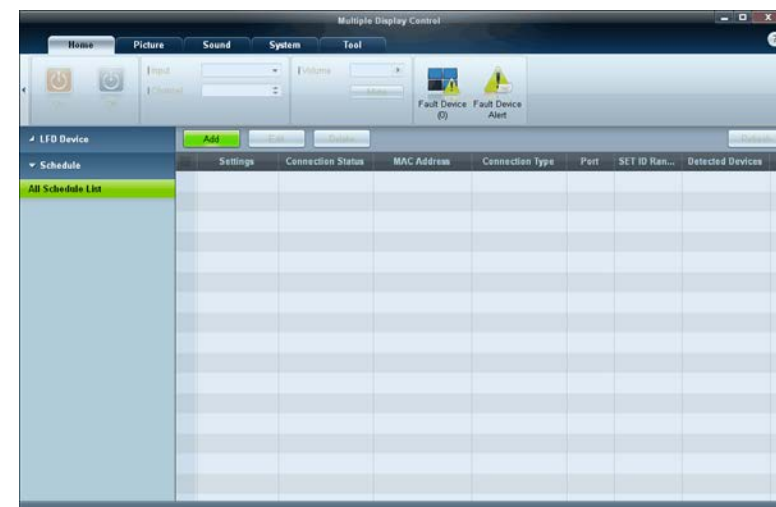 Multiple Display Control
Home Picture Sound System Tool
Input
Volume
Channel
Mute
Fault Device (0)
Fault Device Alert
LFD Device
Add Edit Delete Refresh
Schedule
Settings Connection Status MAC Address Connection Type Port SET ID Ran... Detected Devices
All Schedule List